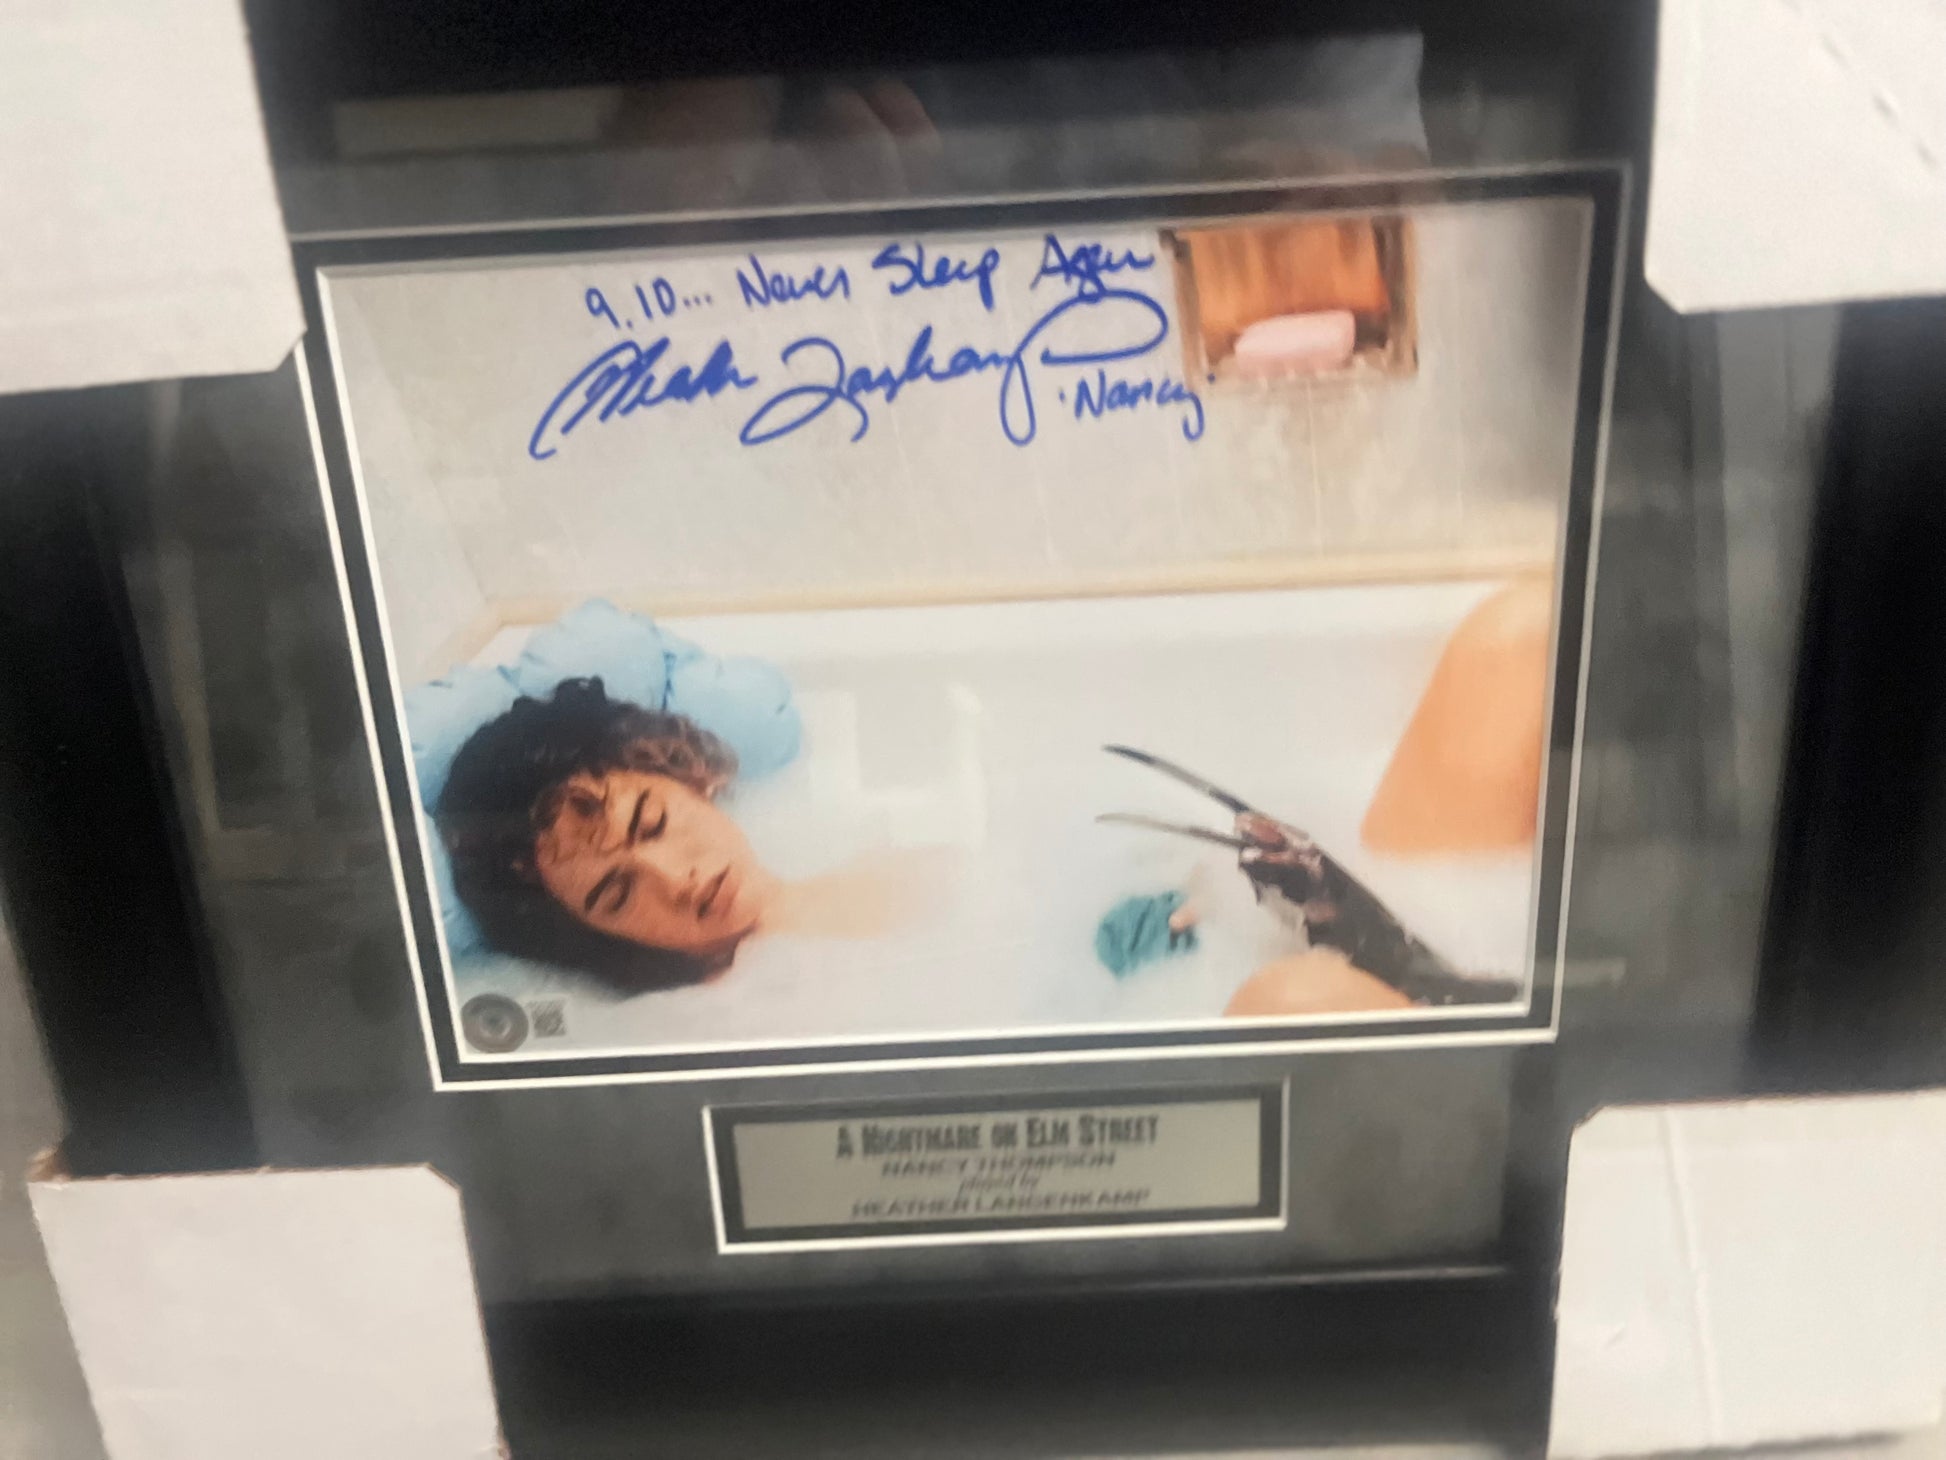 9.10... Never Sleep Again
Heather Langenkamp
'Nancy'
A NIGHTMARE ON ELM STREET
NANCY THOMPSON
played by
HEATHER LANGENKAMP